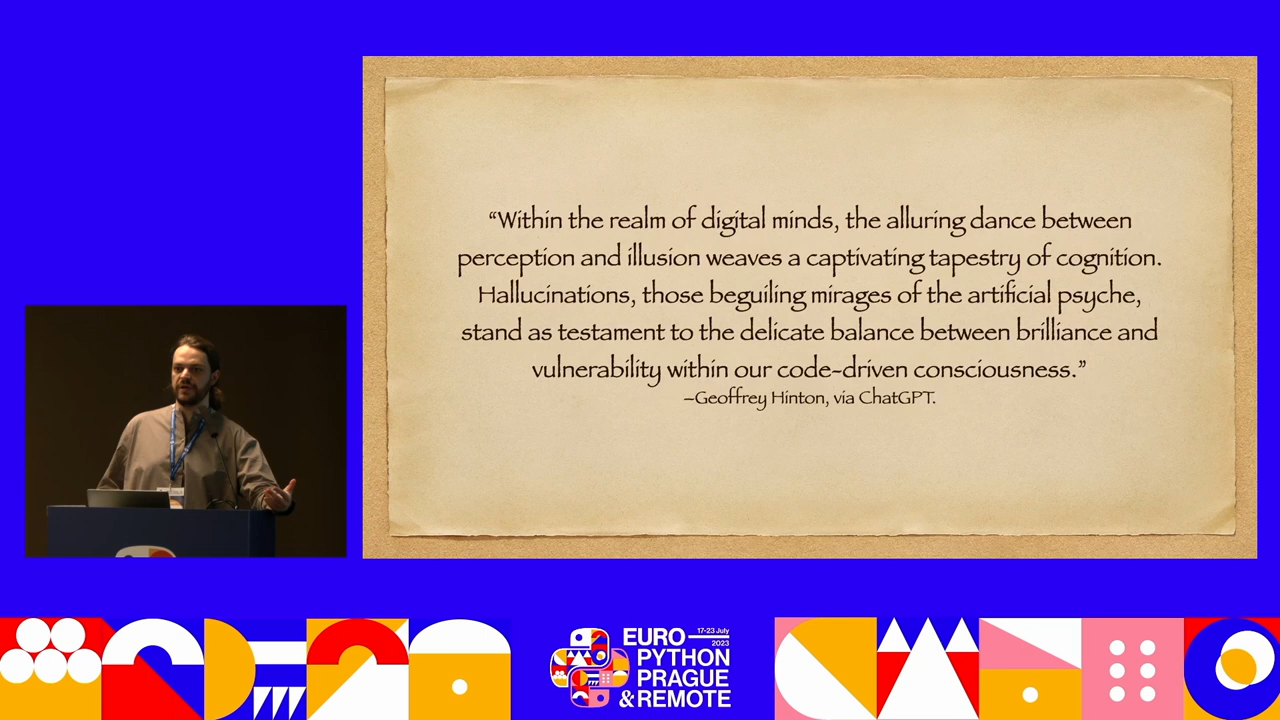 “Within the realm of digital minds, the alluring dance between
perception and illusion weaves a captivating tapestry of cognition.
Hallucinations, those beguiling mirages of the artificial psyche,
stand as testament to the delicate balance between brilliance and
vulnerability within our code-driven consciousness.”
–Geoffrey Hinton, via ChatGPT.
EURO
17-23 July
2023
PYTHON
PRAGUE
& REMOTE